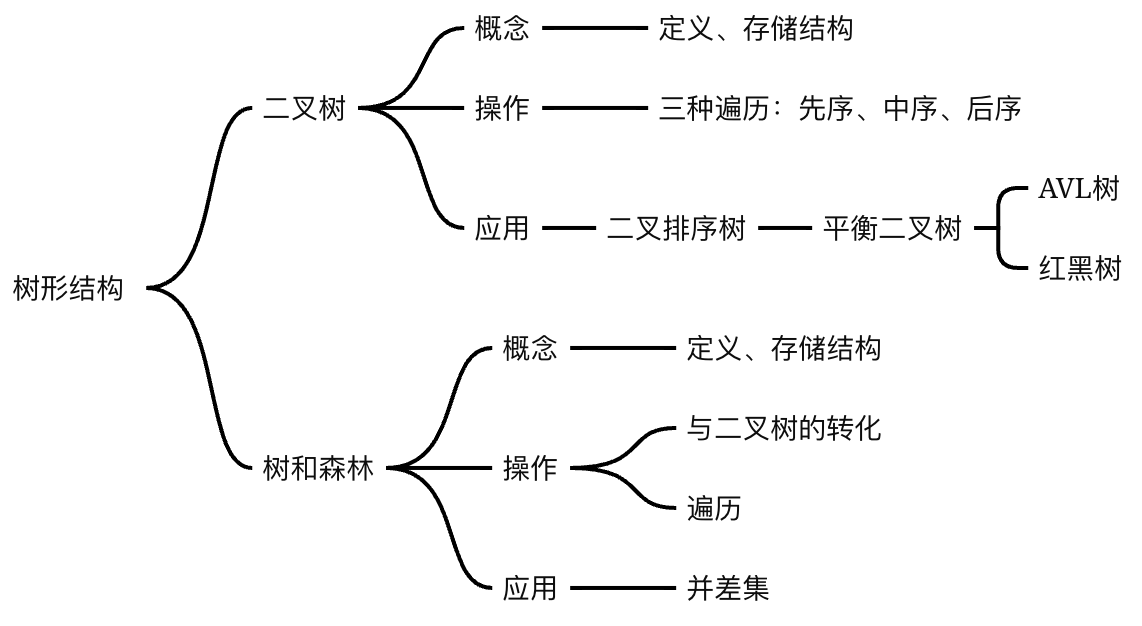 树形结构
二叉树
概念
定义、存储结构
操作
三种遍历：先序、中序、后序
应用
二叉排序树
平衡二叉树
AVL树
红黑树
树和森林
概念
定义、存储结构
操作
与二叉树的转化
遍历
应用
并差集